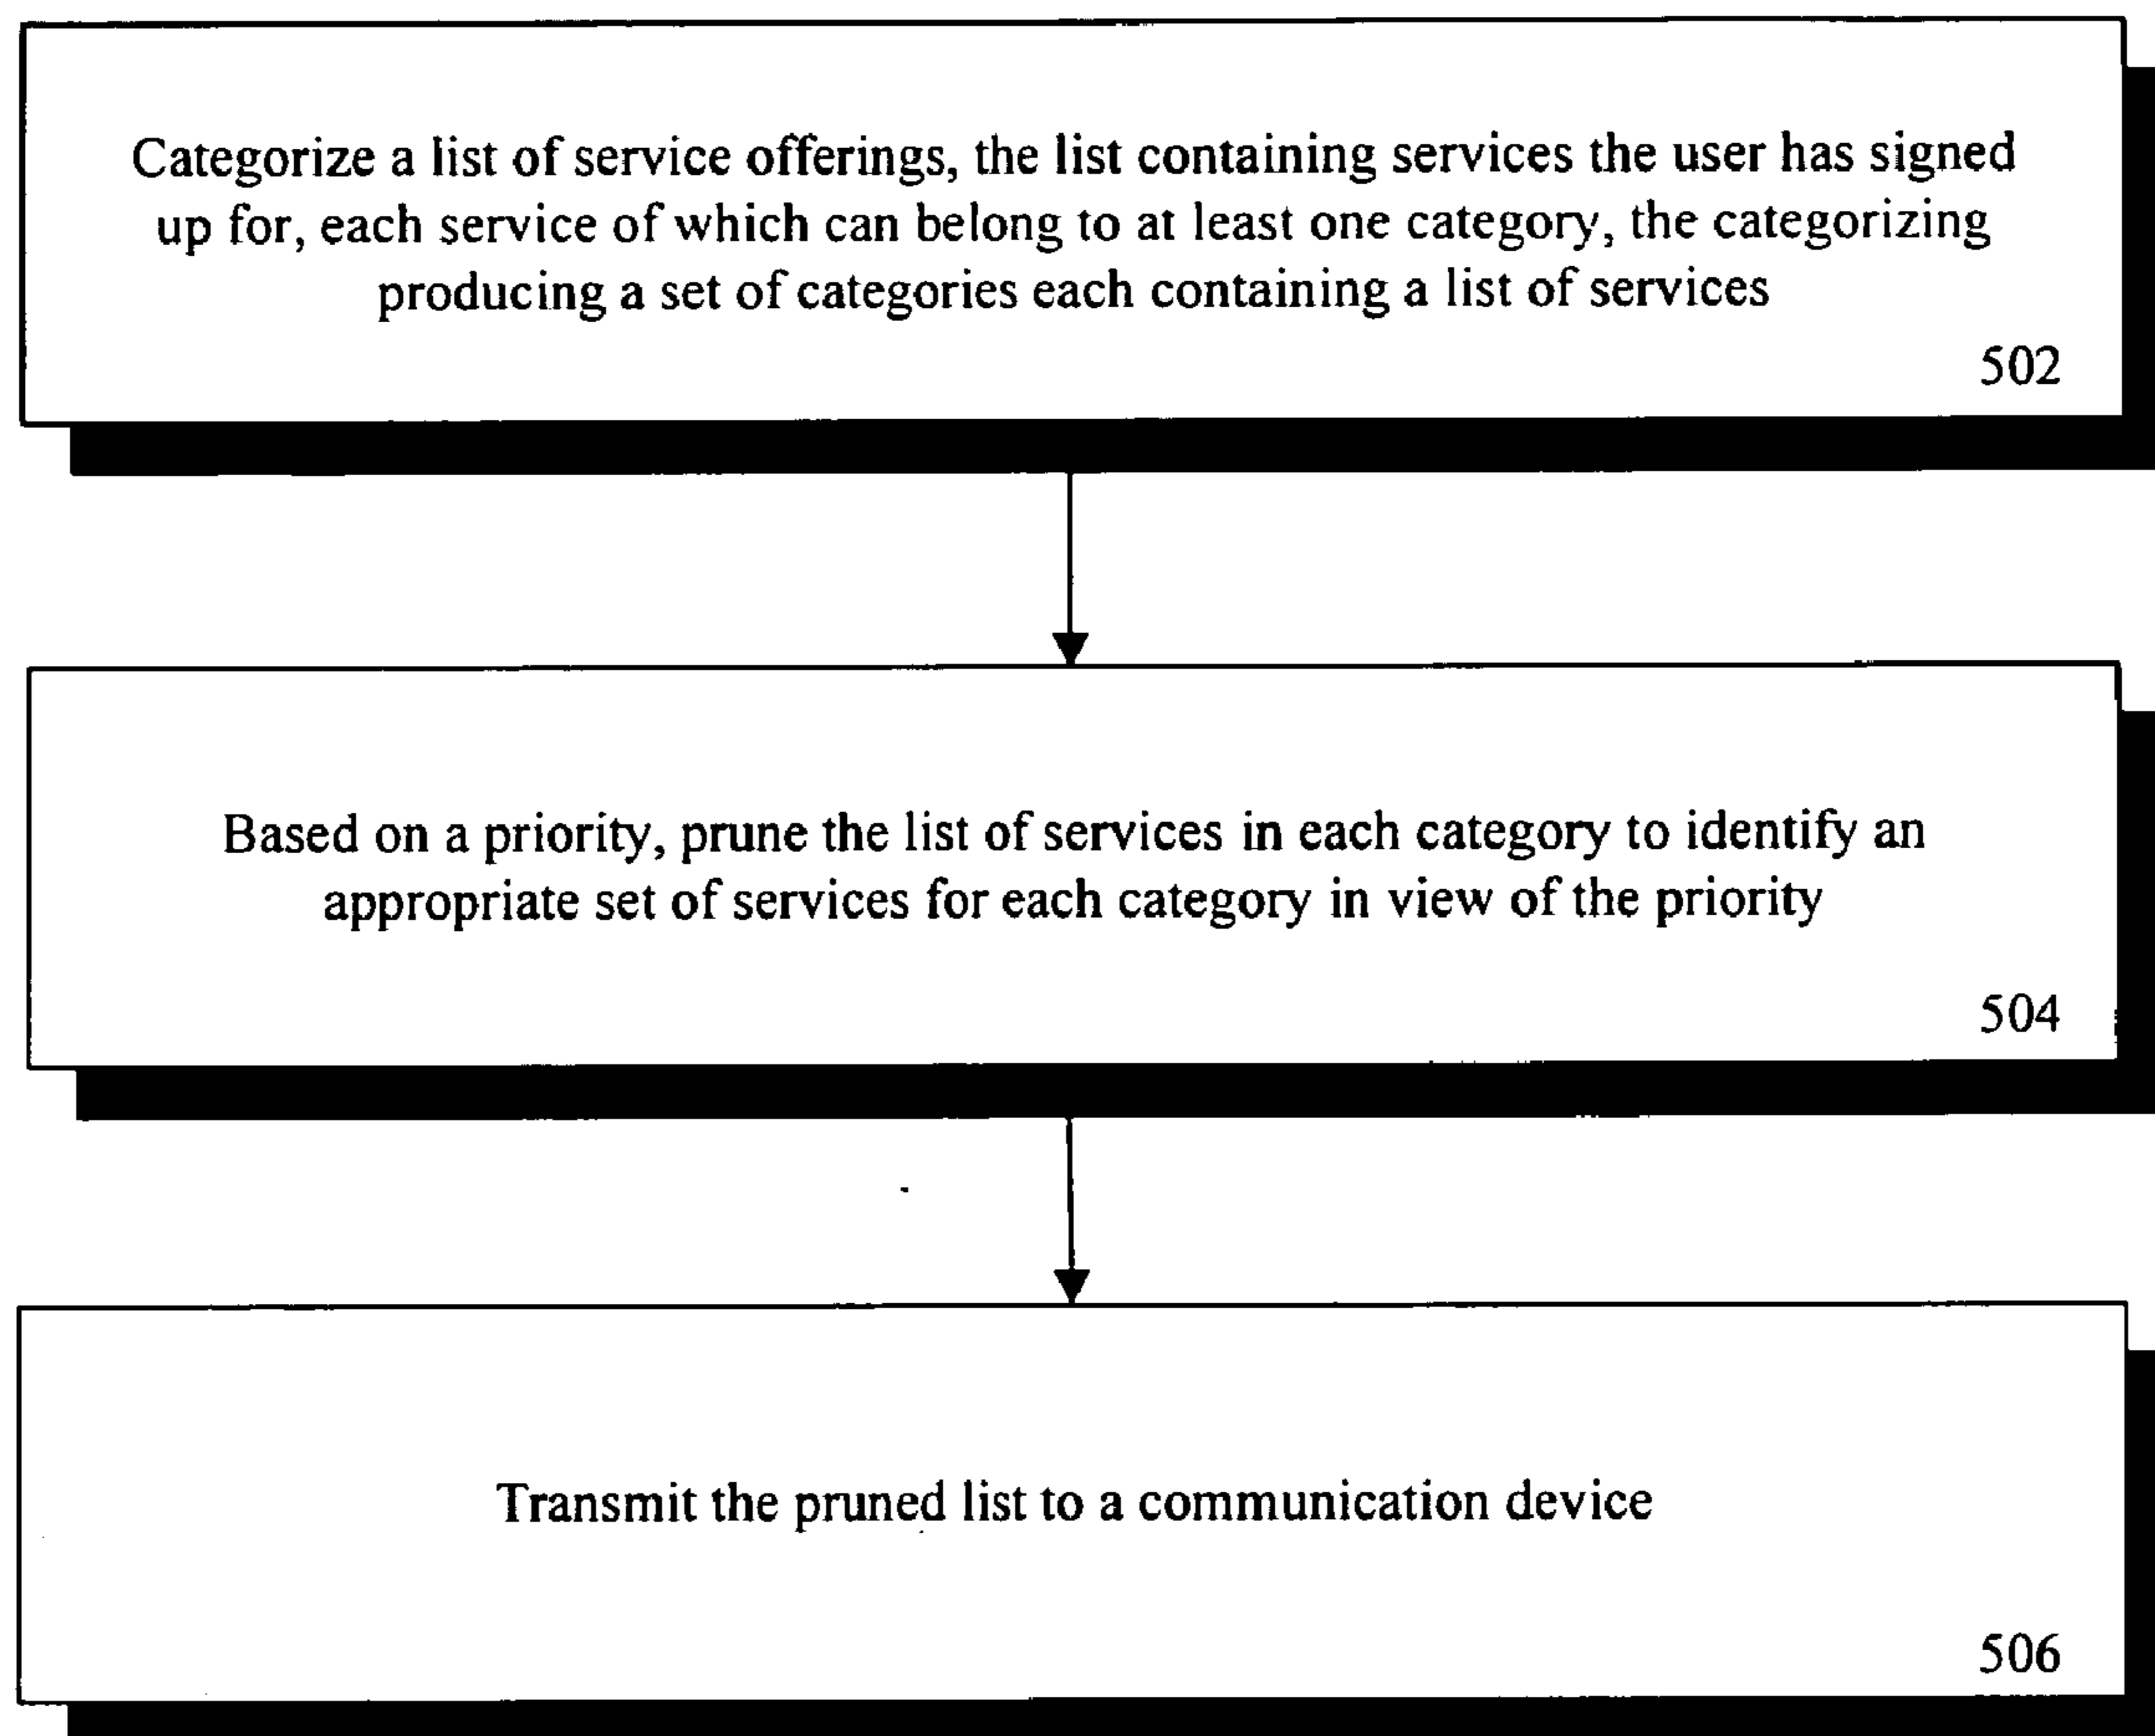 Categorize a list of service offerings, the list containing services the user has signed
up for, each service of which can belong to at least one category, the categorizing
producing a set of categories each containing a list of services
502
Based on a priority, prune the list of services in each category to identify an
appropriate set of services for each category in view of the priority
504
Transmit the pruned list to a communication device
506